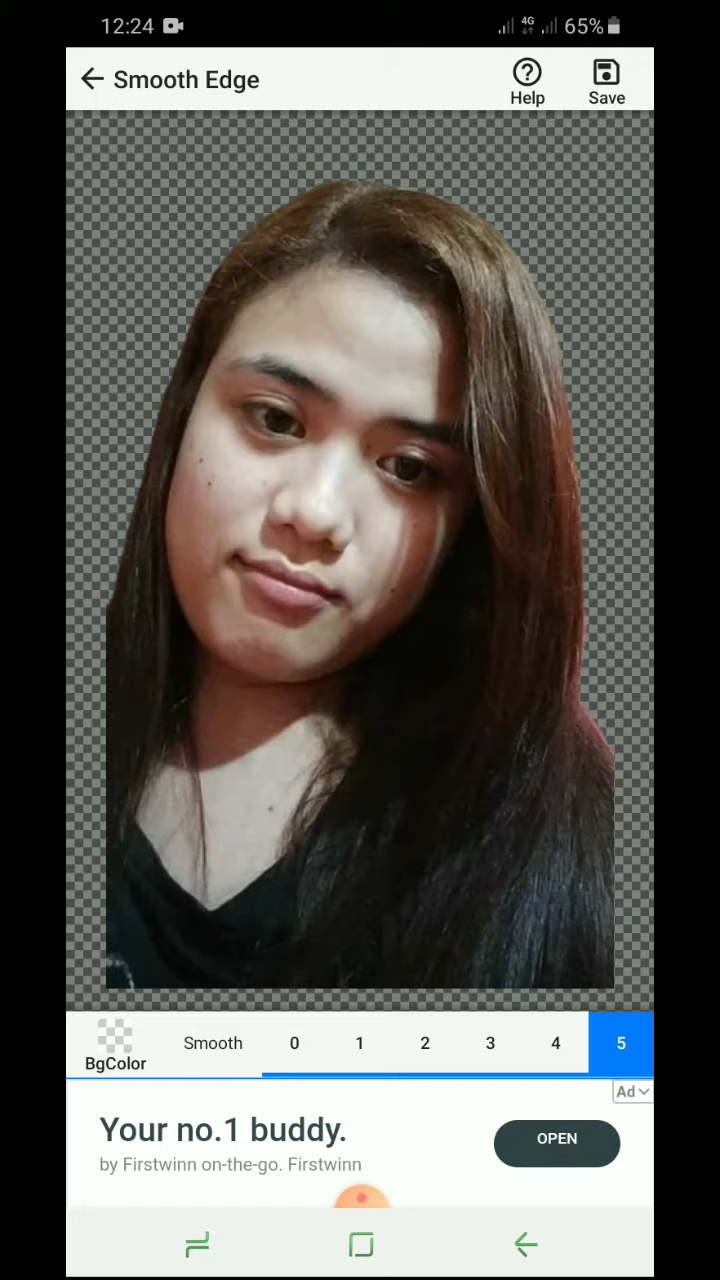 12:24
4G
65%
Smooth Edge
Help
Save
BgColor
Smooth
0
1
2
3
4
5
Ad
Your no.1 buddy.
by Firstwinn on-the-go. Firstwinn
OPEN